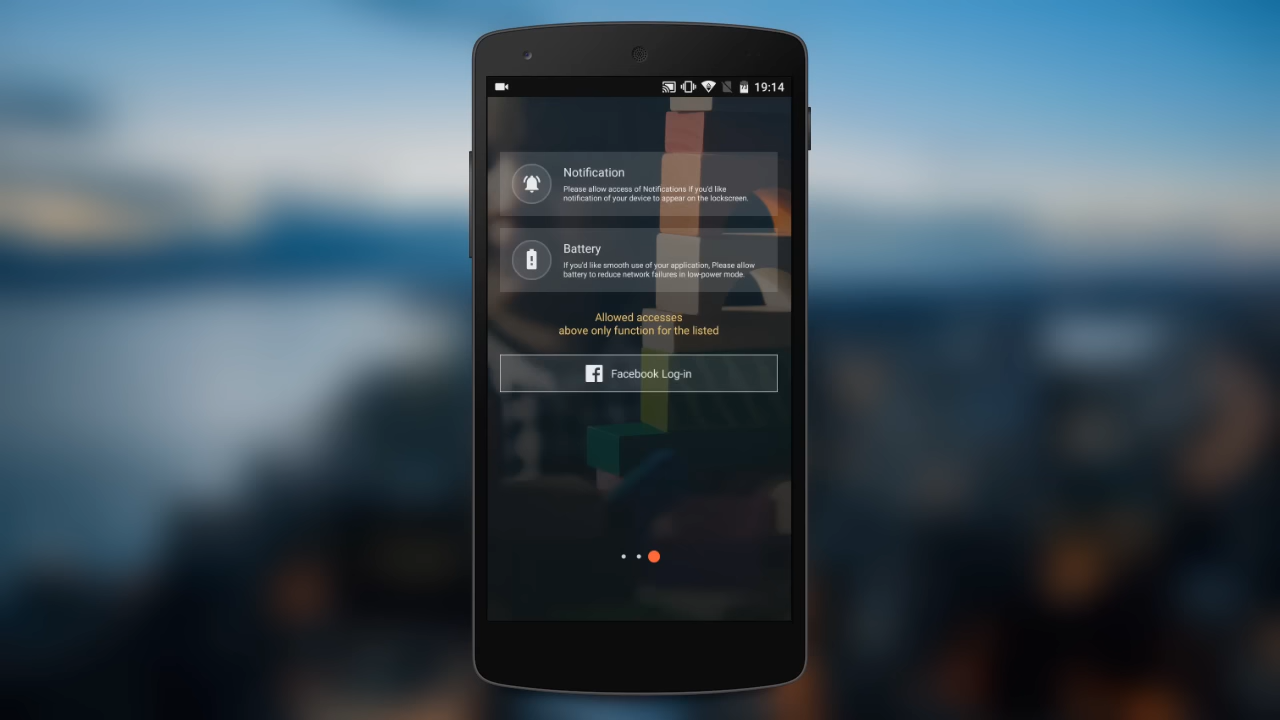 19:14
Notification
Please allow access of Notifications if you'd like
notification of your device to appear on the lockscreen.
Battery
If you'd like smooth use of your application, Please allow
battery to reduce network failures in low-power mode.
Allowed accesses
above only function for the listed
Facebook Log-in